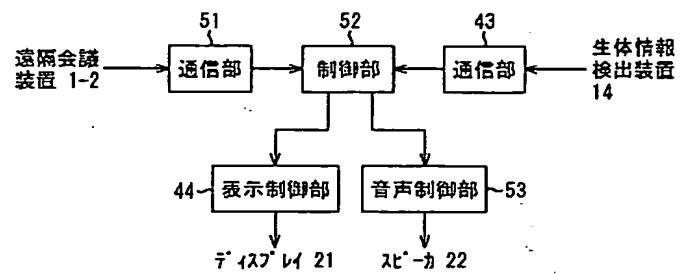 51
52
43
遠隔会議
装置 1-2
通信部
制御部
通信部
生体情報
検出装置
14
44
表示制御部
音声制御部
53
ディスプレイ 21
スピーカ 22